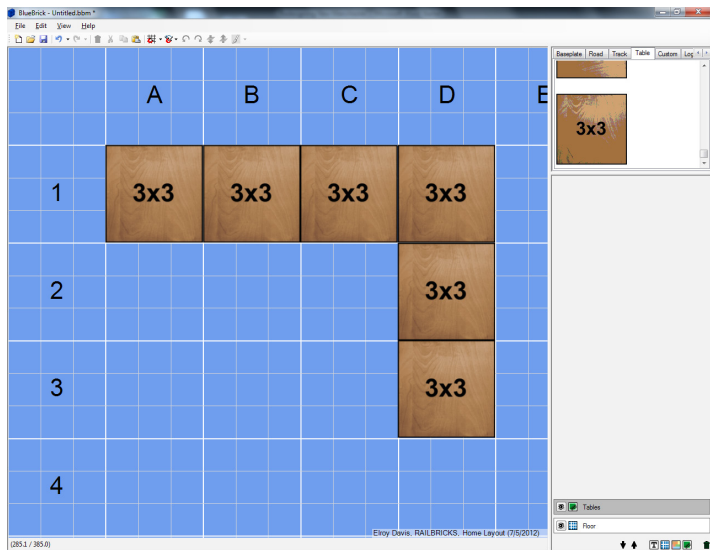 BlueBrick - Untitled.bbm *
File Edit View Help
Baseplate Road Track Table Custom Log
A B C D E
3x3
1 3x3 3x3 3x3 3x3
2 3x3
3 3x3
4
Tables
Floor
Elroy Davis, RAILBRICKS, Home Layout (7/5/2012)
(285.1 / 385.0)
T